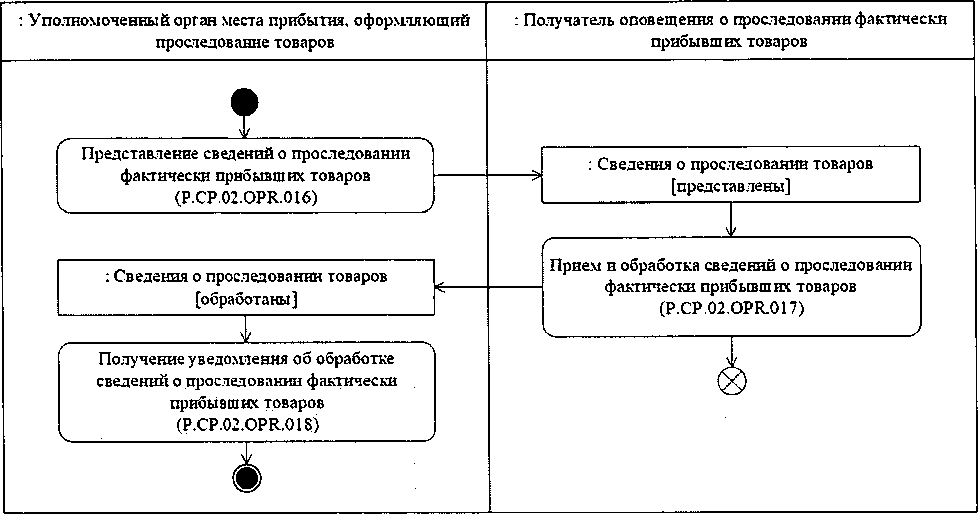 : Уполномоченный орган места прибытия, оформляющий
проследование товаров
: Получатель оповещения о проследовании фактически
прибывших товаров
Представление сведений о проследовании
фактически прибывших товаров
(P.CP.02.OPR.016)
: Сведения о проследовании товаров
[представлены]
Прием и обработка сведений о проследовании
фактически прибывших товаров
(P.CP.02.OPR.017)
: Сведения о проследовании товаров
[обработаны]
Получение уведомления об обработке
сведений о проследовании фактически
прибывших товаров
(P.CP.02.OPR.018)